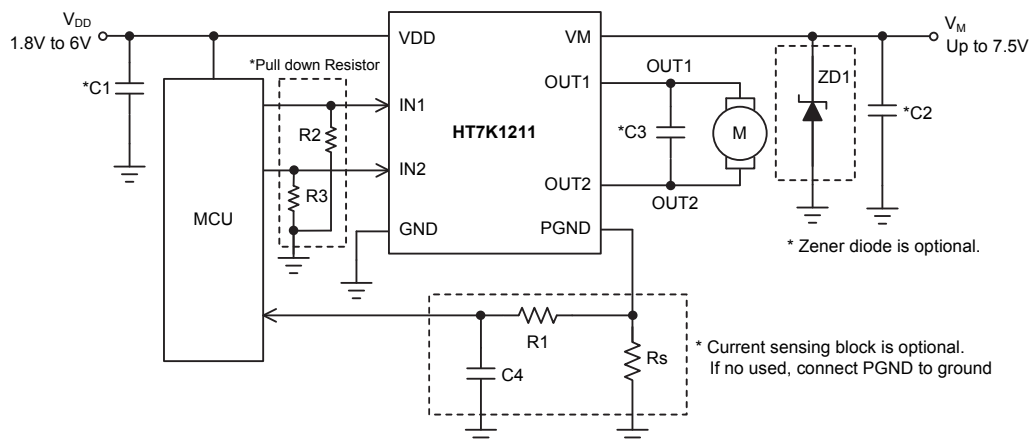 VDD
1.8V to 6V
*C1
MCU
*Pull down Resistor
R2
R3
VDD
IN1
IN2
GND
HT7K1211
VM
OUT1
OUT2
PGND
OUT1
*C3
M
OUT2
ZD1
*C2
VM
Up to 7.5V
* Zener diode is optional.
R1
C4
Rs
* Current sensing block is optional.
If no used, connect PGND to ground